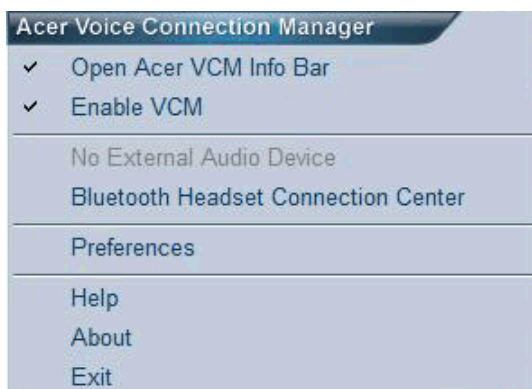 Acer Voice Connection Manager
Open Acer VCM Info Bar
Enable VCM
No External Audio Device
Bluetooth Headset Connection Center
Preferences
Help
About
Exit